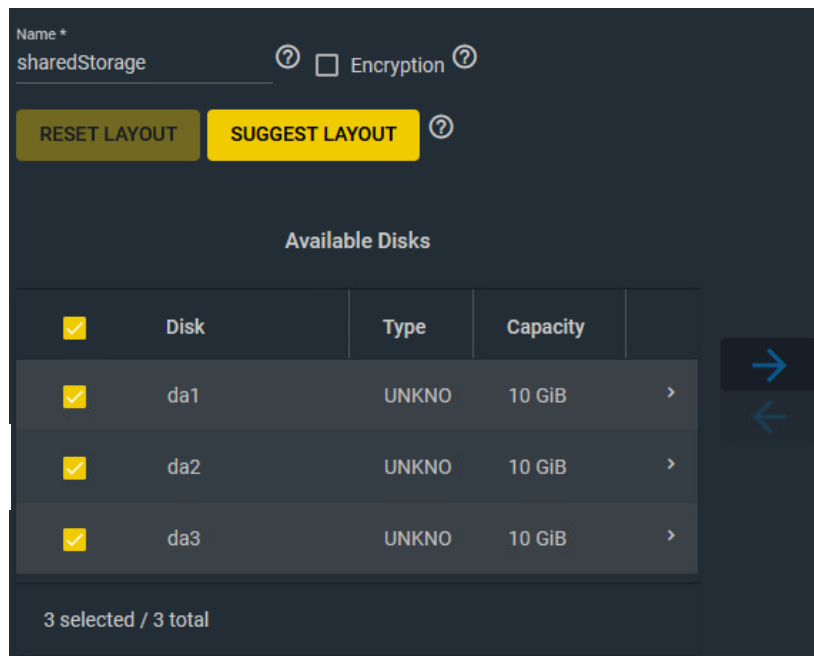 Name *
sharedStorage
Encryption
RESET LAYOUT SUGGEST LAYOUT
Available Disks
Disk Type Capacity
da1 UNKNO 10 GiB
da2 UNKNO 10 GiB
da3 UNKNO 10 GiB
3 selected / 3 total